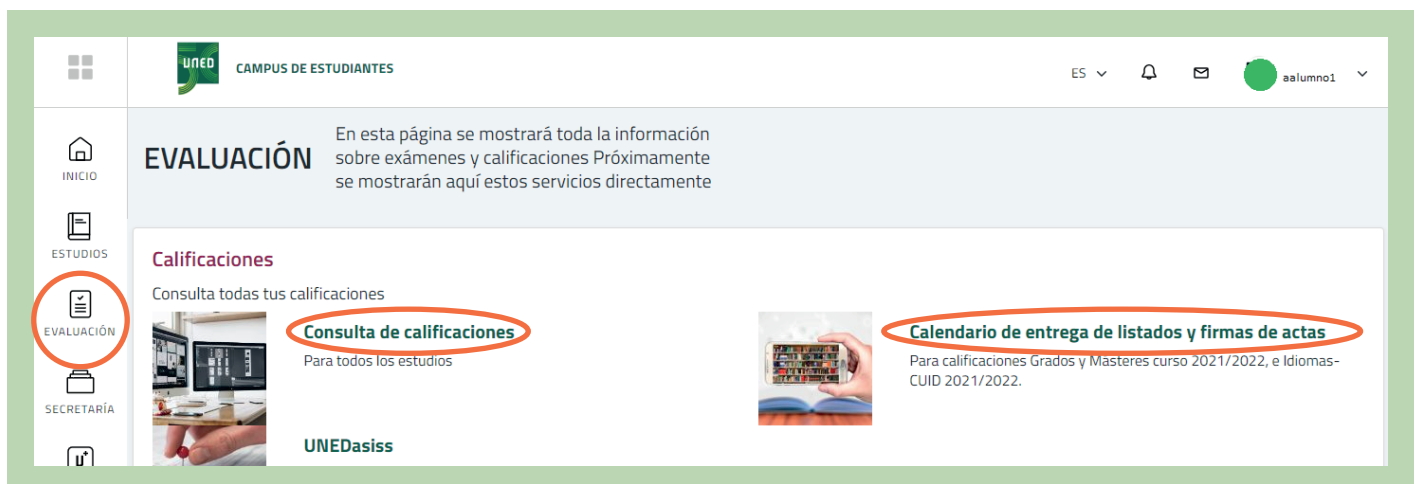 UNED
CAMPUS DE ESTUDIANTES
ES
aalumno1
INICIO
ESTUDIOS
EVALUACIÓN
SECRETARÍA
EVALUACIÓN
En esta página se mostrará toda la información
sobre exámenes y calificaciones Próximamente
se mostrarán aquí estos servicios directamente
Calificaciones
Consulta todas tus calificaciones
Consulta de calificaciones
Para todos los estudios
Calendario de entrega de listados y firmas de actas
Para calificaciones Grados y Masteres curso 2021/2022, e Idiomas-
CUID 2021/2022.
UNEDasiss